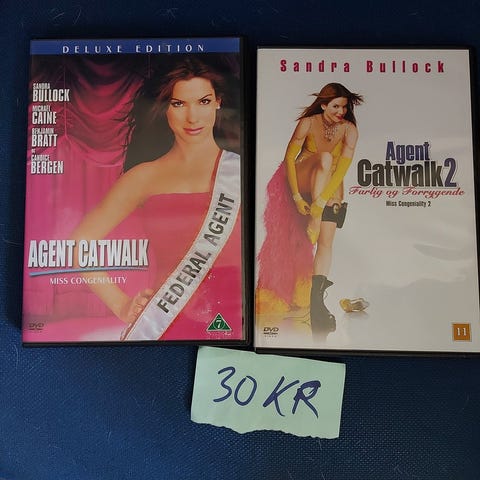 DELUXE EDITION
SANDRA
BULLOCK
MICHAEL
CAINE
BENJAMIN
BRATT
OG
CANDICE
BERGEN
FEDERAL AGENT
AGENT CATWALK
MISS CONGENIALITY
DVD
7
Sandra Bullock
Agent
Catwalk 2
Farlig og Forrygende
Miss Congeniality 2
DVD
11
30 KR